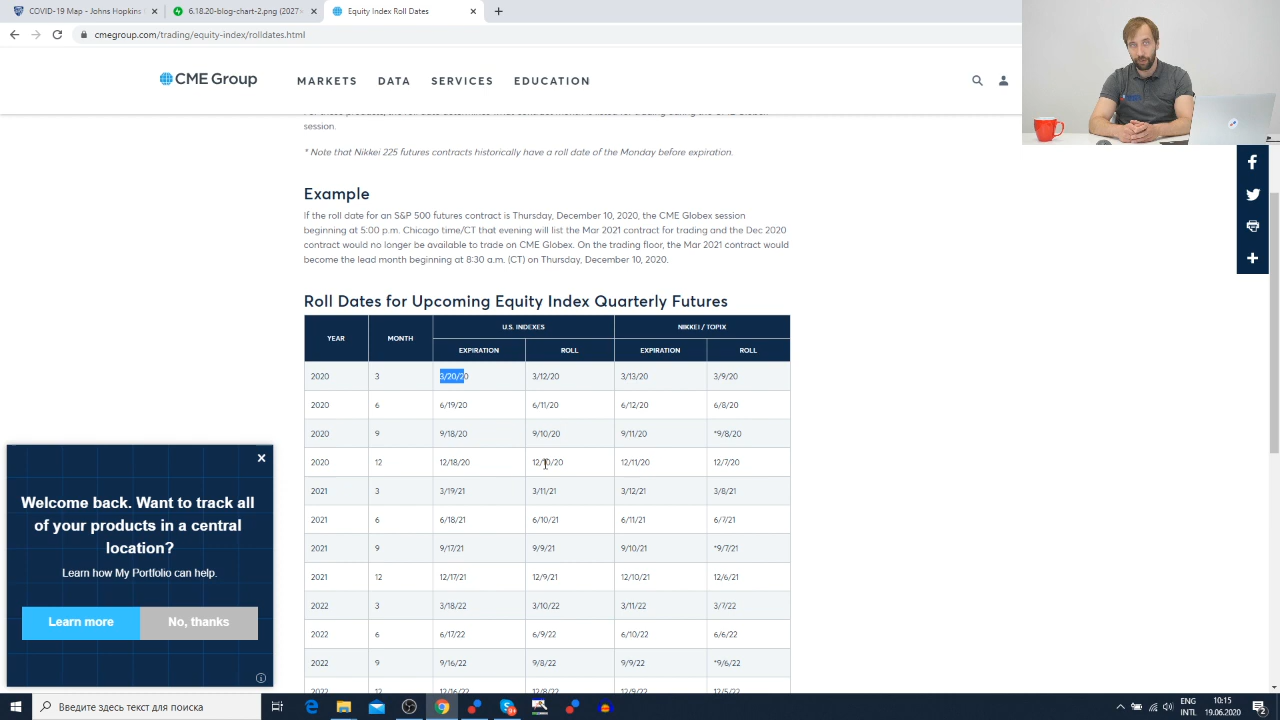 COVID-19 Map - Johns Hopkins
6.18.20-blog-chart-2.png (2027×
Equity Index Roll Dates
cmegroup.com/trading/equity-index/rolldates.html
CME Group
MARKETS DATA SERVICES EDUCATION
session.
* Note that Nikkei 225 futures contracts historically have a roll date of the Monday before expiration.
Example
If the roll date for an S&P 500 futures contract is Thursday, December 10, 2020, the CME Globex session
beginning at 5:00 p.m. Chicago time/CT that evening will list the Mar 2021 contract for trading and the Dec 2020
contract would no longer be available to trade on CME Globex. On the trading floor, the Mar 2021 contract would
become the lead month beginning at 8:30 a.m. (CT) on Thursday, December 10, 2020.
Roll Dates for Upcoming Equity Index Quarterly Futures
YEAR MONTH U.S. INDEXES NIKKEI / TOPIX
EXPIRATION ROLL EXPIRATION ROLL
2020 3 3/20/20 3/12/20 3/13/20 3/9/20
2020 6 6/19/20 6/11/20 6/12/20 6/8/20
2020 9 9/18/20 9/10/20 9/11/20 *9/8/20
2020 12 12/18/20 12/10/20 12/11/20 12/7/20
2021 3 3/19/21 3/11/21 3/12/21 3/8/21
2021 6 6/18/21 6/10/21 6/11/21 6/7/21
2021 9 9/17/21 9/9/21 9/10/21 *9/7/21
2021 12 12/17/21 12/9/21 12/10/21 12/6/21
2022 3 3/18/22 3/10/22 3/11/22 3/7/22
2022 6 6/17/22 6/9/22 6/10/22 6/6/22
2022 9 9/16/22 9/8/22 9/9/22 *9/6/22
2022 12 12/16/22 12/8/22 12/9/22 12/5/22
Welcome back. Want to track all
of your products in a central
location?
Learn how My Portfolio can help.
Learn more No, thanks
Введите здесь текст для поиска
ENG
INTL
10:15
19.06.2020
2